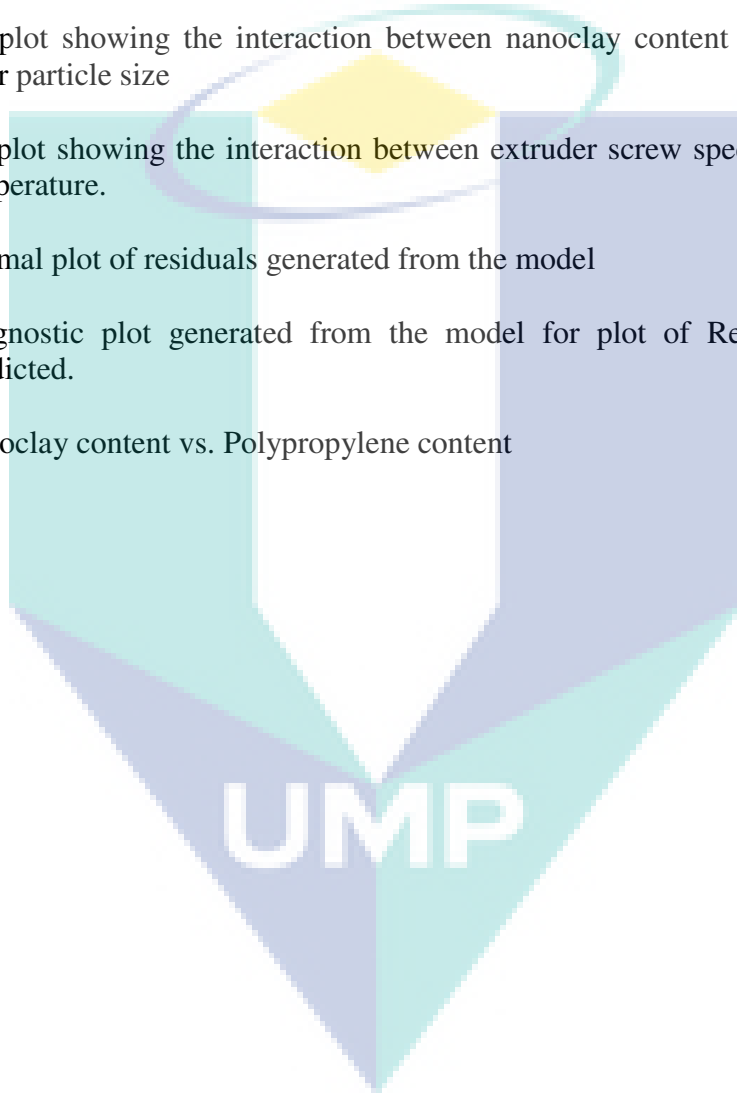 plot showing the interaction between nanoclay content
r particle size
plot showing the interaction between extruder screw spe
perature.
mal plot of residuals generated from the model
gnostic plot generated from the model for plot of Re
dicted.
oclay content vs. Polypropylene content
UMP